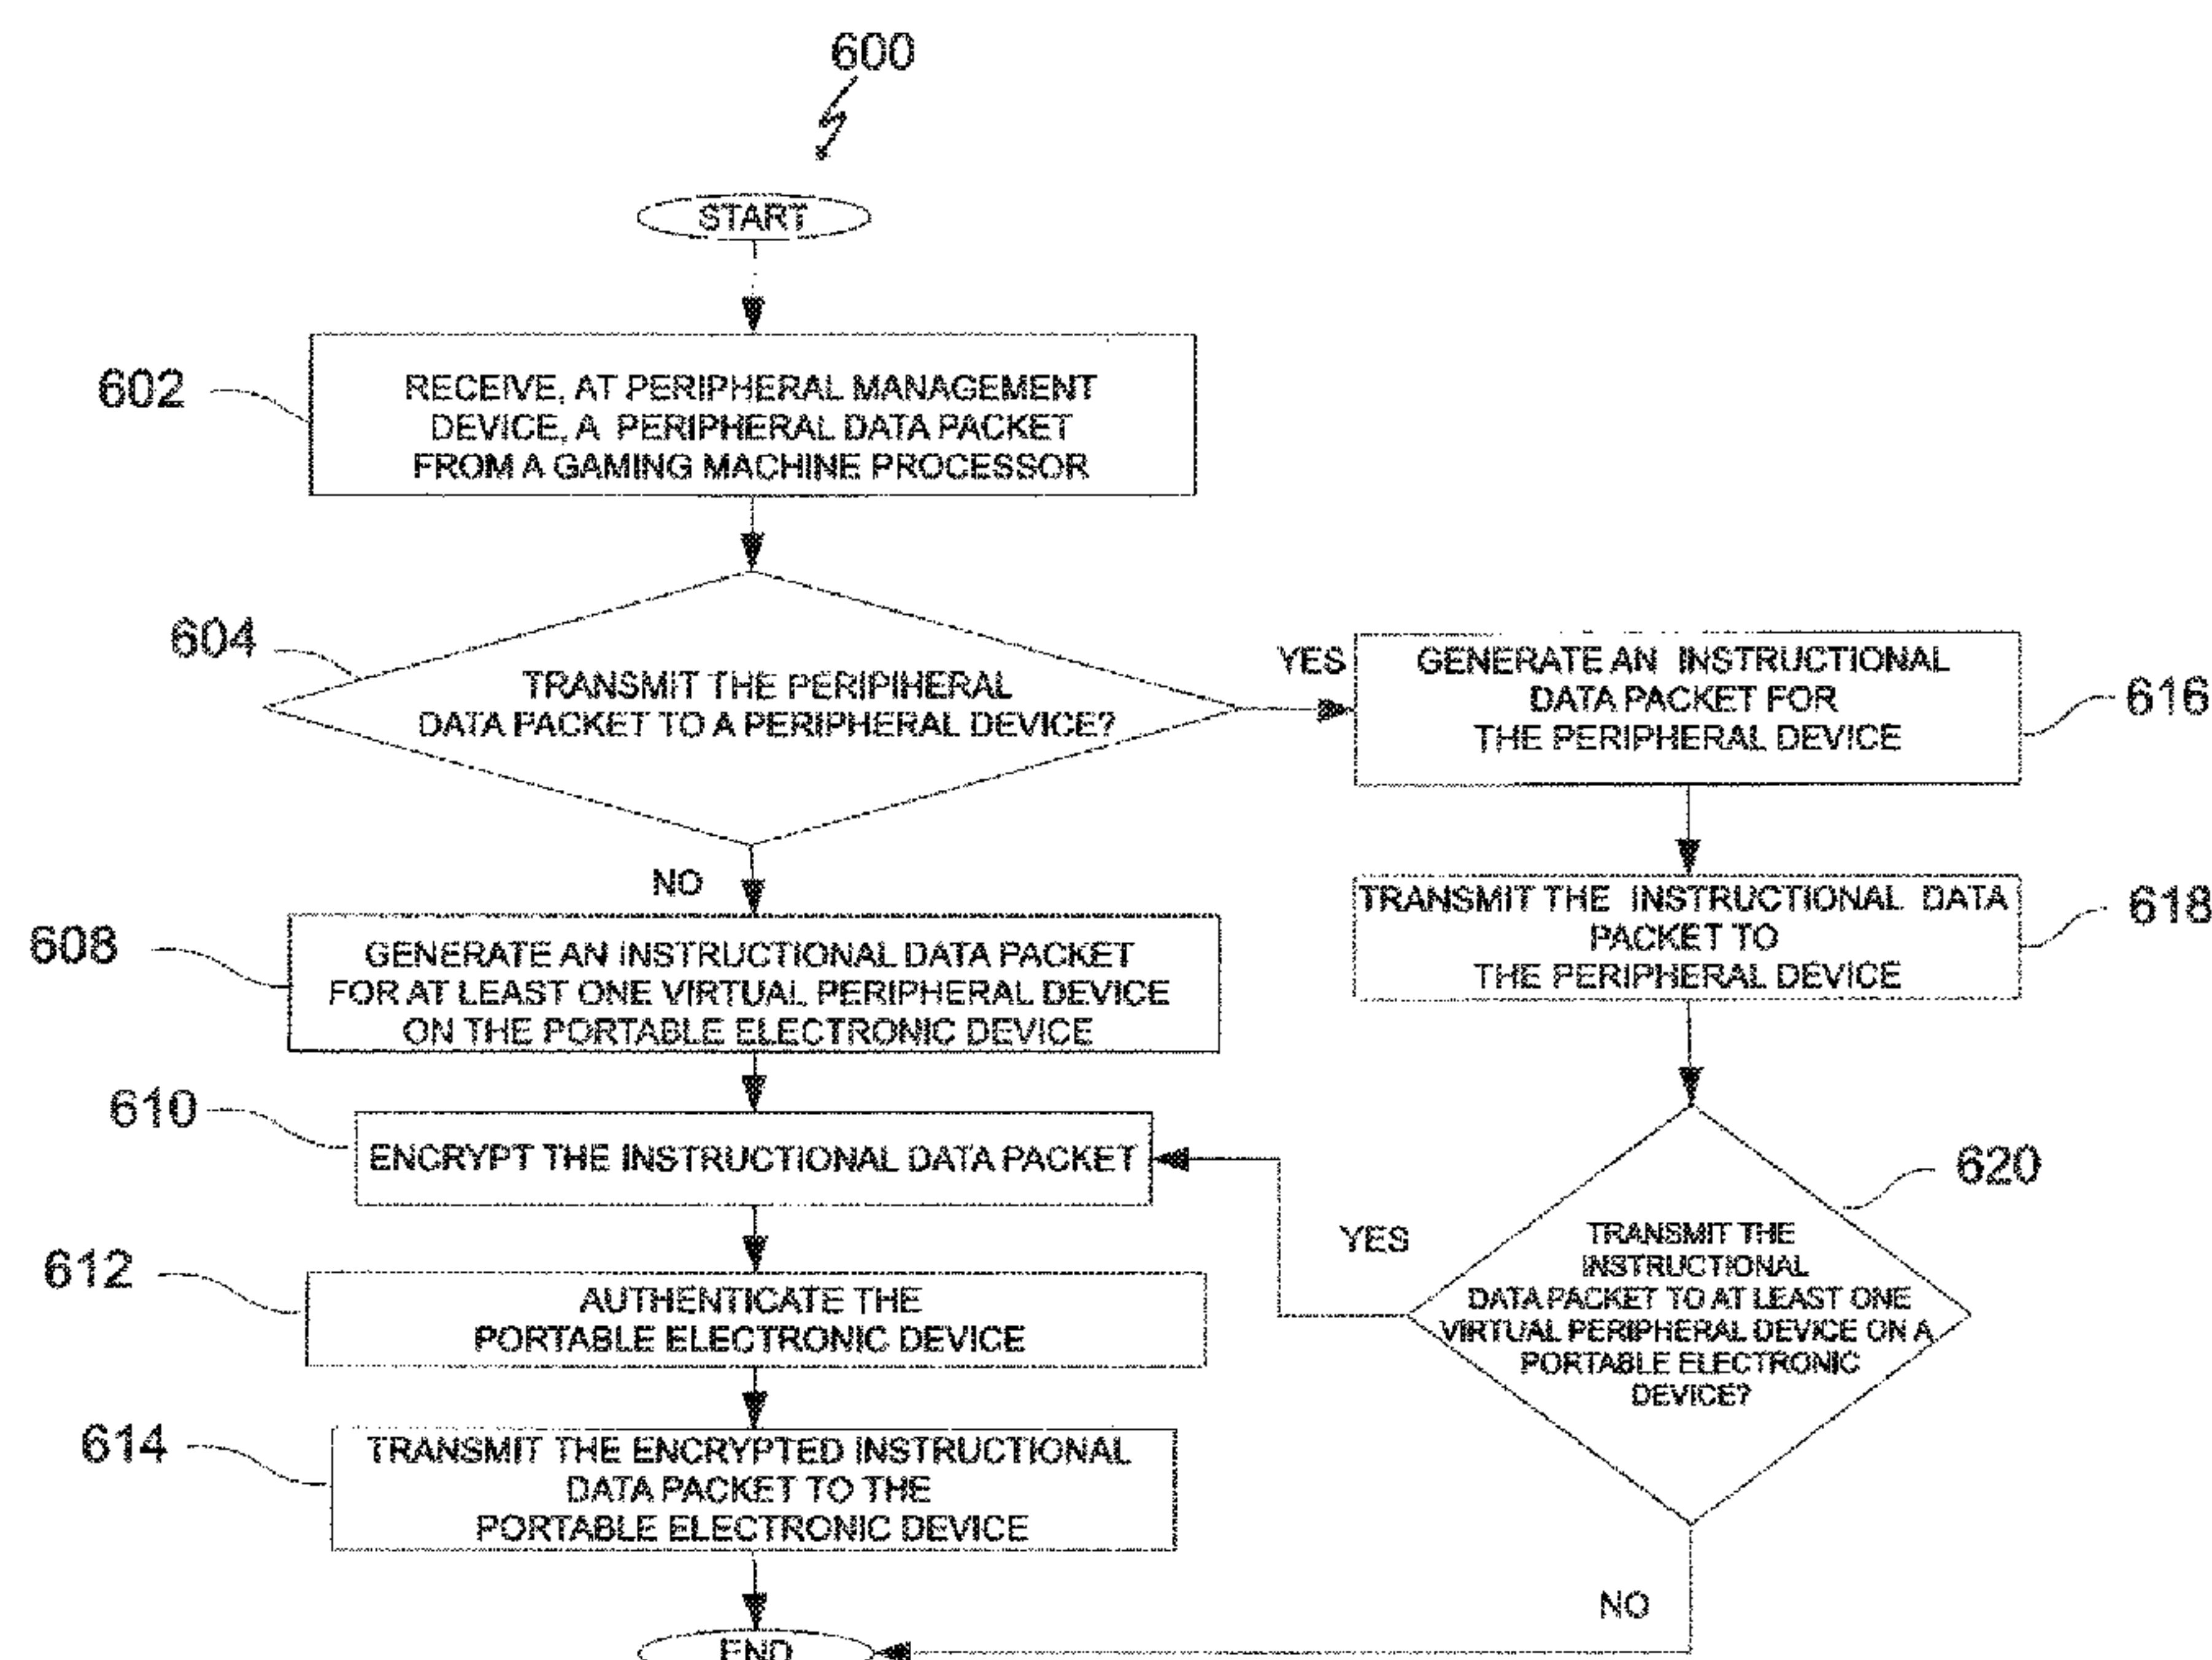 600
START
602
RECEIVE, AT PERIPHERAL MANAGEMENT
DEVICE, A PERIPHERAL DATA PACKET
FROM A GAMING MACHINE PROCESSOR
604
TRANSMIT THE PERIPIHERAL
DATA PACKET TO A PERIPHERAL DEVICE?
YES
GENERATE AN INSTRUCTIONAL
DATA PACKET FOR
THE PERIPHERAL DEVICE
616
NO
608
GENERATE AN INSTRUCTIONAL DATA PACKET
FOR AT LEAST ONE VIRTUAL PERIPHERAL DEVICE
ON THE PORTABLE ELECTRONIC DEVICE
TRANSMIT THE INSTRUCTIONAL DATA
PACKET TO
THE PERIPHERAL DEVICE
618
610
ENCRYPT THE INSTRUCTIONAL DATA PACKET
620
YES
TRANSMIT THE
INSTRUCTIONAL
DATA PACKET TO AT LEAST ONE
VIRTUAL PERIPHERAL DEVICE ON A
PORTABLE ELECTRONIC
DEVICE?
612
AUTHENTICATE THE
PORTABLE ELECTRONIC DEVICE
614
TRANSMIT THE ENCRYPTED INSTRUCTIONAL
DATA PACKET TO THE
PORTABLE ELECTRONIC DEVICE
NO
END